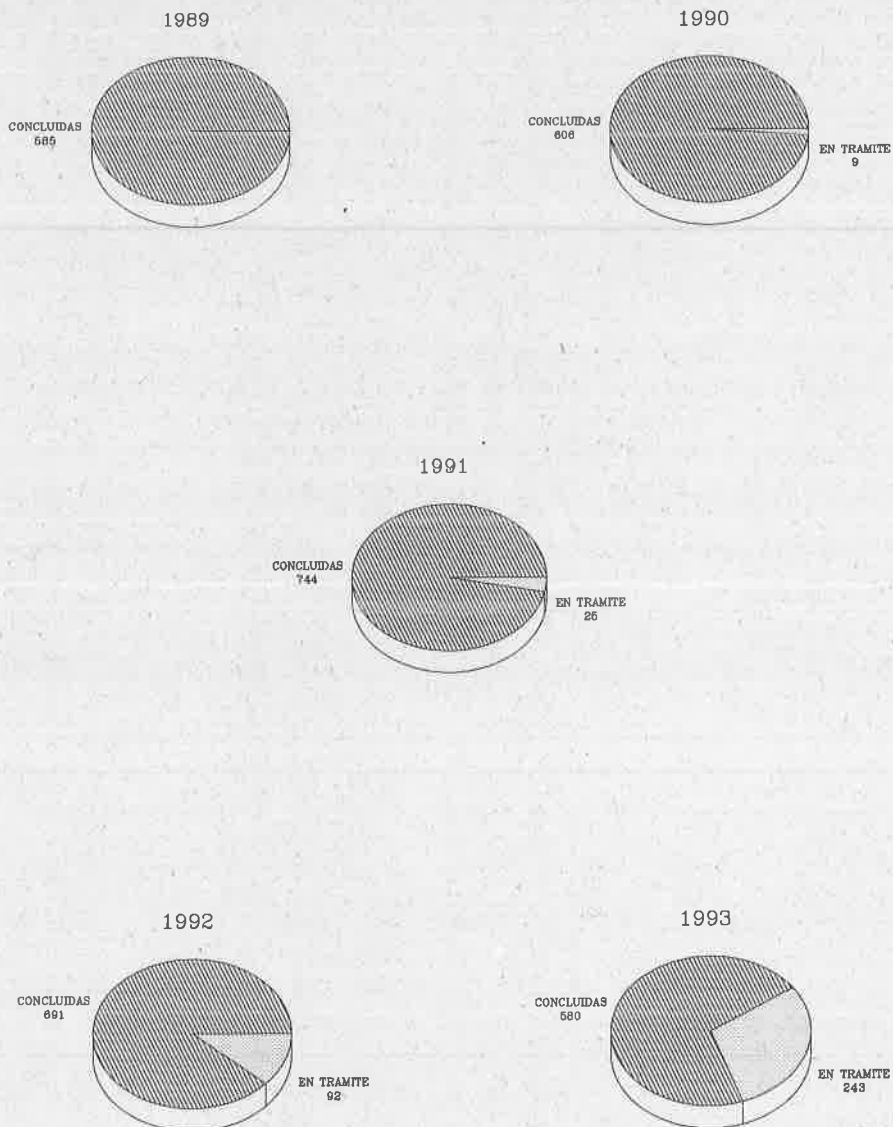 1989
CONCLUIDAS
585
1990
CONCLUIDAS
606
EN TRAMITE
9
1991
CONCLUIDAS
744
EN TRAMITE
25
1992
CONCLUIDAS
691
EN TRAMITE
92
1993
CONCLUIDAS
580
EN TRAMITE
243